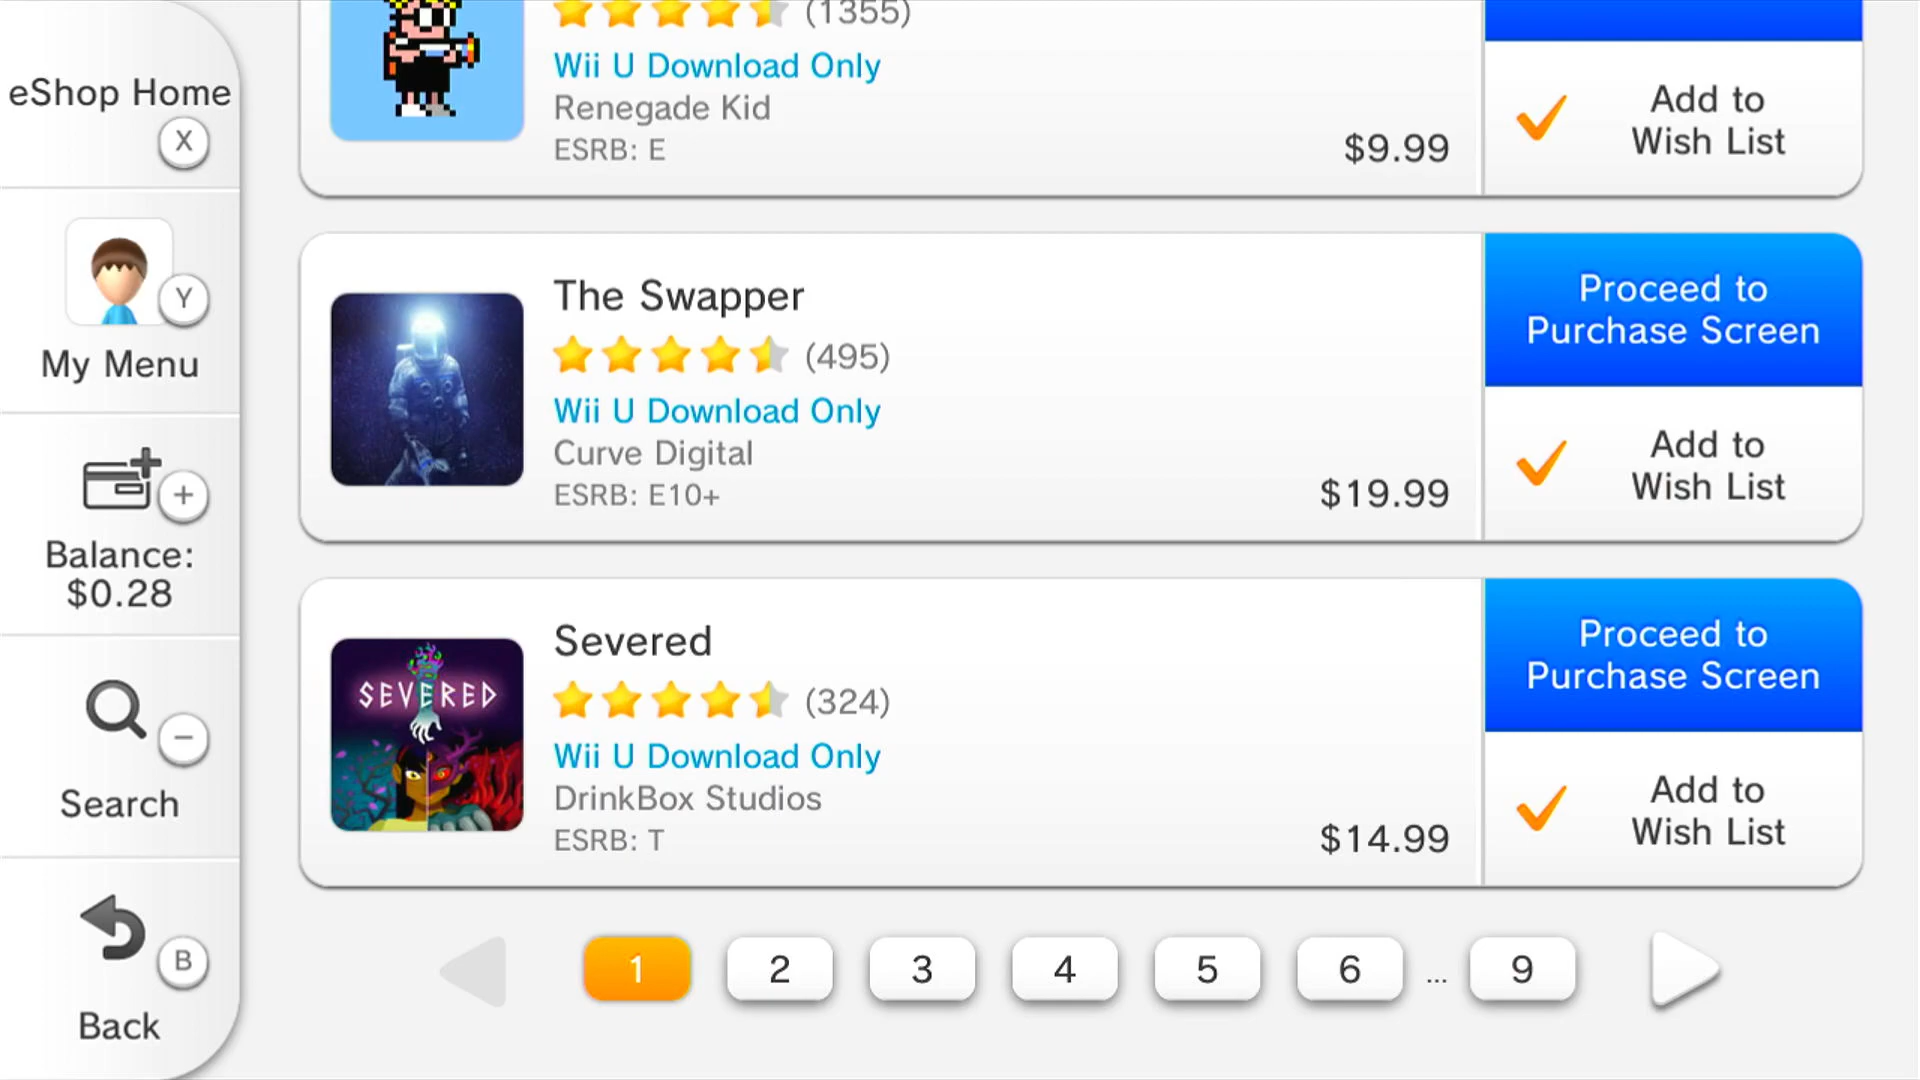 eShop Home
X
Y
My Menu
+
Balance:
$0.28
−
Search
B
Back
(1355)
Wii U Download Only
Renegade Kid
ESRB: E
$9.99
Add to
Wish List
The Swapper
(495)
Wii U Download Only
Curve Digital
ESRB: E10+
$19.99
Proceed to
Purchase Screen
Add to
Wish List
SEVERED
Severed
(324)
Wii U Download Only
DrinkBox Studios
ESRB: T
$14.99
Proceed to
Purchase Screen
Add to
Wish List
1 2 3 4 5 6 ... 9